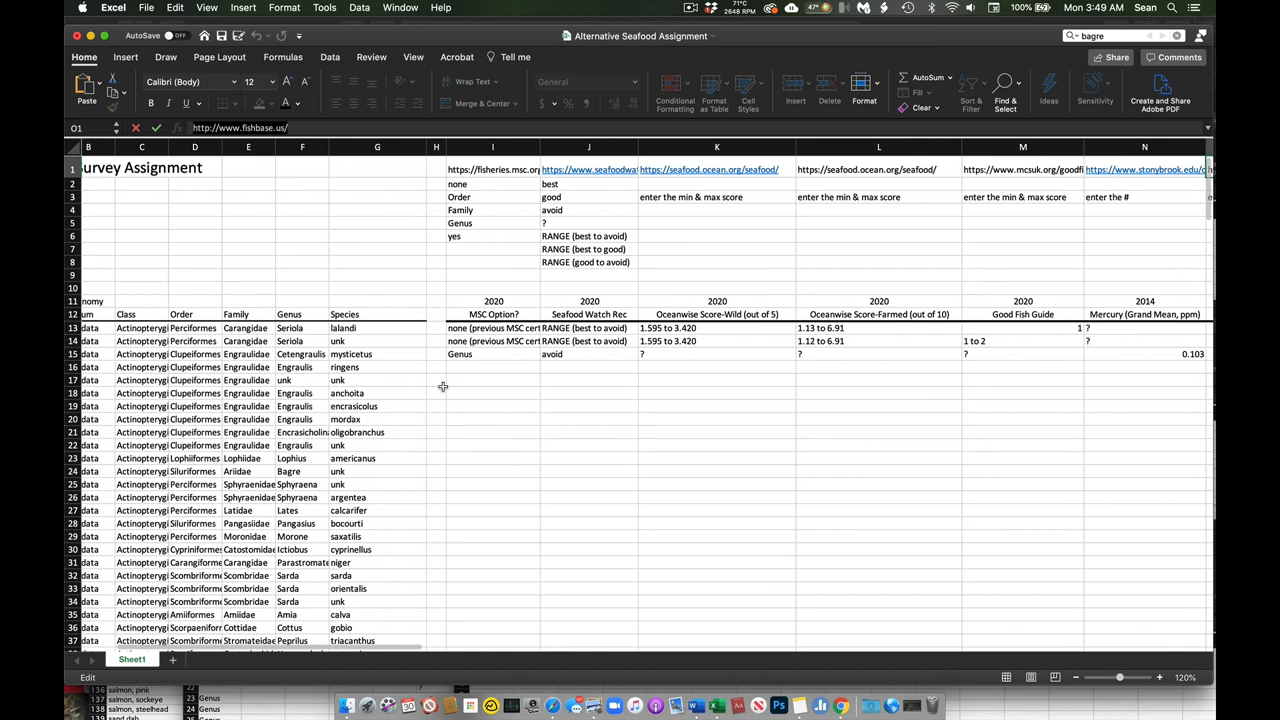 Excel File Edit View Insert Format Tools Data Window Help 71°C 2648 RPM 47° 100% Mon 3:49 AM Sean
AutoSave OFF Alternative Seafood Assignment bagre
Home Insert Draw Page Layout Formulas Data Review View Acrobat Tell me Share Comments
Paste Calibri (Body) 12 Wrap Text General Conditional Formatting Format as Table Cell Styles Insert Delete Format AutoSum Sort & Filter Find & Select Ideas Sensitivity Create and Share Adobe PDF
B I U Merge & Center $ % Fill Clear
O1 fx http://www.fishbase.us/
B C D E F G H I J K L M N
1 Survey Assignment https://fisheries.msc.org https://www.seafoodwa https://seafood.ocean.org/seafood/ https://seafood.ocean.org/seafood/ https://www.mcsuk.org/goodfi https://www.stonybrook.edu/c
2 none best
3 Order good enter the min & max score enter the min & max score enter the min & max score enter the #
4 Family avoid
5 Genus ?
6 yes RANGE (best to avoid)
7 RANGE (best to good)
8 RANGE (good to avoid)
9
10
11 nomy 2020 2020 2020 2020 2020 2014
12 um Class Order Family Genus Species MSC Option? Seafood Watch Rec Oceanwise Score-Wild (out of 5) Oceanwise Score-Farmed (out of 10) Good Fish Guide Mercury (Grand Mean, ppm)
13 data Actinopterygi Perciformes Carangidae Seriola lalandi none (previous MSC cert RANGE (best to avoid) 1.595 to 3.420 1.13 to 6.91 1 ?
14 data Actinopterygi Perciformes Carangidae Seriola unk none (previous MSC cert RANGE (best to avoid) 1.595 to 3.420 1.12 to 6.91 1 to 2 ?
15 data Actinopterygi Clupeiformes Engraulidae Cetengraulis mysticetus Genus avoid ? ? ? 0.103
16 data Actinopterygi Clupeiformes Engraulidae Engraulis ringens
17 data Actinopterygi Clupeiformes Engraulidae unk unk
18 data Actinopterygi Clupeiformes Engraulidae Engraulis anchoita
19 data Actinopterygi Clupeiformes Engraulidae Engraulis encrasicolus
20 data Actinopterygi Clupeiformes Engraulidae Engraulis mordax
21 data Actinopterygi Clupeiformes Engraulidae Encrasicholina oligobranchus
22 data Actinopterygi Clupeiformes Engraulidae Engraulis unk
23 data Actinopterygi Lophiiformes Lophiidae Lophius americanus
24 data Actinopterygi Siluriformes Ariidae Bagre unk
25 data Actinopterygi Perciformes Sphyraenidae Sphyraena unk
26 data Actinopterygi Perciformes Sphyraenidae Sphyraena argentea
27 data Actinopterygi Perciformes Latidae Lates calcarifer
28 data Actinopterygi Siluriformes Pangasiidae Pangasius bocourti
29 data Actinopterygi Perciformes Moronidae Morone saxatilis
30 data Actinopterygi Cypriniformes Catostomidae Ictiobus cyprinellus
31 data Actinopterygi Carangiforme Carangidae Parastromate niger
32 data Actinopterygi Scombriforme Scombridae Sarda sarda
33 data Actinopterygi Scombriforme Scombridae Sarda orientalis
34 data Actinopterygi Scombriforme Scombridae Sarda unk
35 data Actinopterygi Amiiformes Amiidae Amia calva
36 data Actinopterygi Scorpaeniforn Cottidae Cottus gobio
37 data Actinopterygi Scombriforme Stromateidae Peprilus triacanthus
Sheet1 +
Edit 120%
136 salmon, pink
137 salmon, sockeye 23 Genus
138 salmon, steelhead 24 Genus
139 sand dab